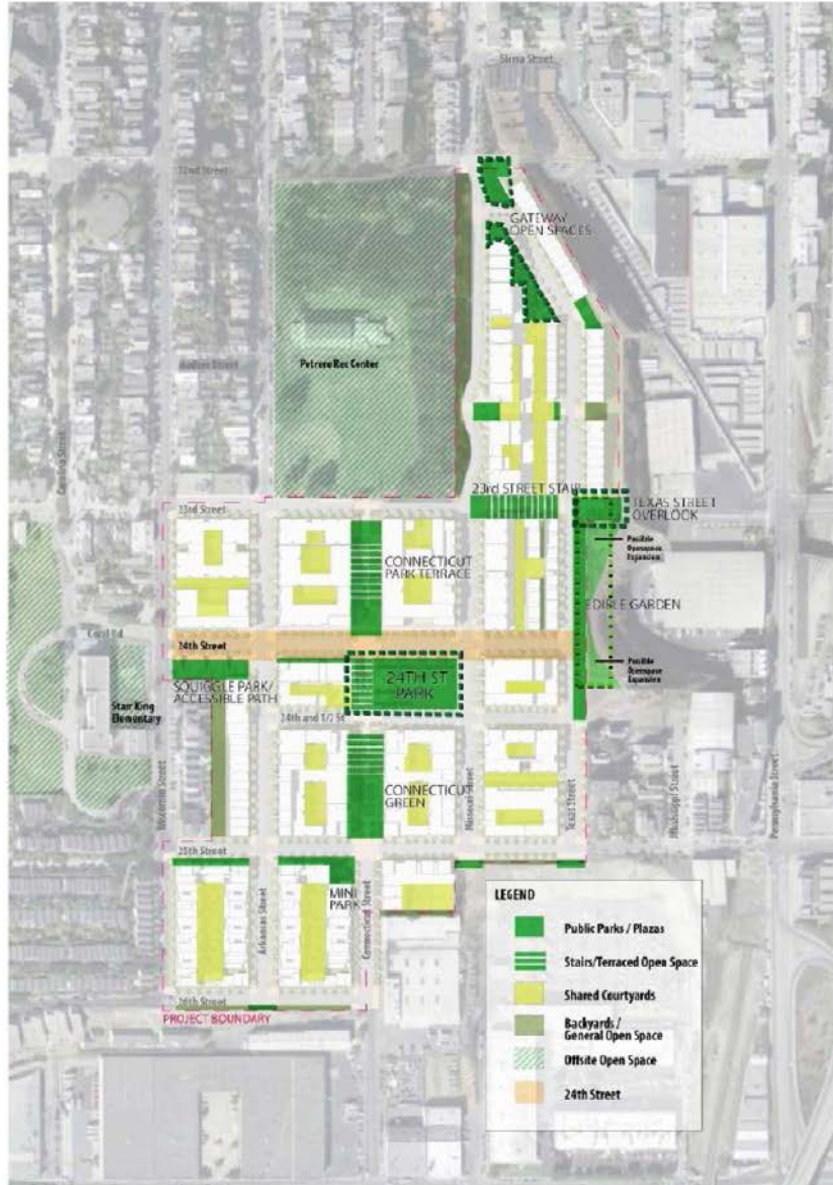 Sierra Street
22nd Street
GATEWAY
OPEN SPACES
Potrero Rec Center
Carolina Street
23rd STREET STAIR
TEXAS STREET
OVERLOOK
23rd Street
Possible
Openspace
Expansion
CONNECTICUT
PARK TERRACE
EDIBLE GARDEN
Coral Rd.
24th Street
Possible
Openspace
Expansion
SQUIGGLE PARK/
ACCESSIBLE PATH
24TH ST
PARK
Starr King
Elementary
24th and 1/2 St
Wisconsin Street
CONNECTICUT
GREEN
Missouri Street
Texas Street
Mississippi Street
Pennsylvania Street
25th Street
MINI
PARK
Arkansas Street
Connecticut Street
26th Street
PROJECT BOUNDARY
LEGEND
Public Parks / Plazas
Stairs/Terraced Open Space
Shared Courtyards
Backyards /
General Open Space
Offsite Open Space
24th Street